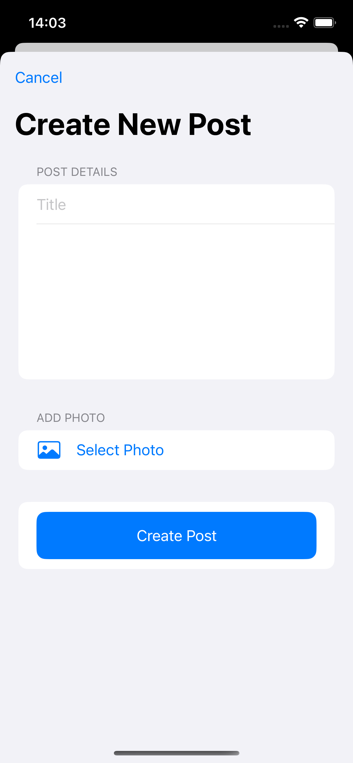 14:03
Cancel
Create New Post
POST DETAILS
Title
ADD PHOTO
Select Photo
Create Post